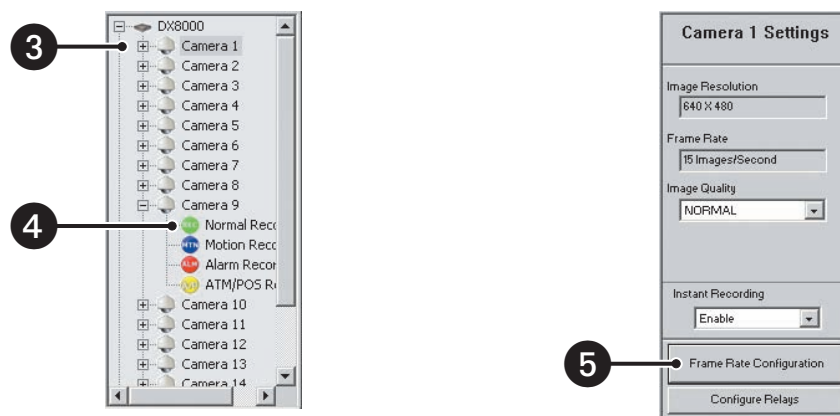 DX8000
3
Camera 1
Camera 2
Camera 3
Camera 4
Camera 5
Camera 6
Camera 7
Camera 8
Camera 9
4
REC Normal Reco
MTN Motion Reco
ALM Alarm Recor
ATM/POS R
Camera 10
Camera 11
Camera 12
Camera 13
Camera 14
Camera 1 Settings
Image Resolution
640 X 480
Frame Rate
15 Images/Second
Image Quality
NORMAL
Instant Recording
Enable
5
Frame Rate Configuration
Configure Relays